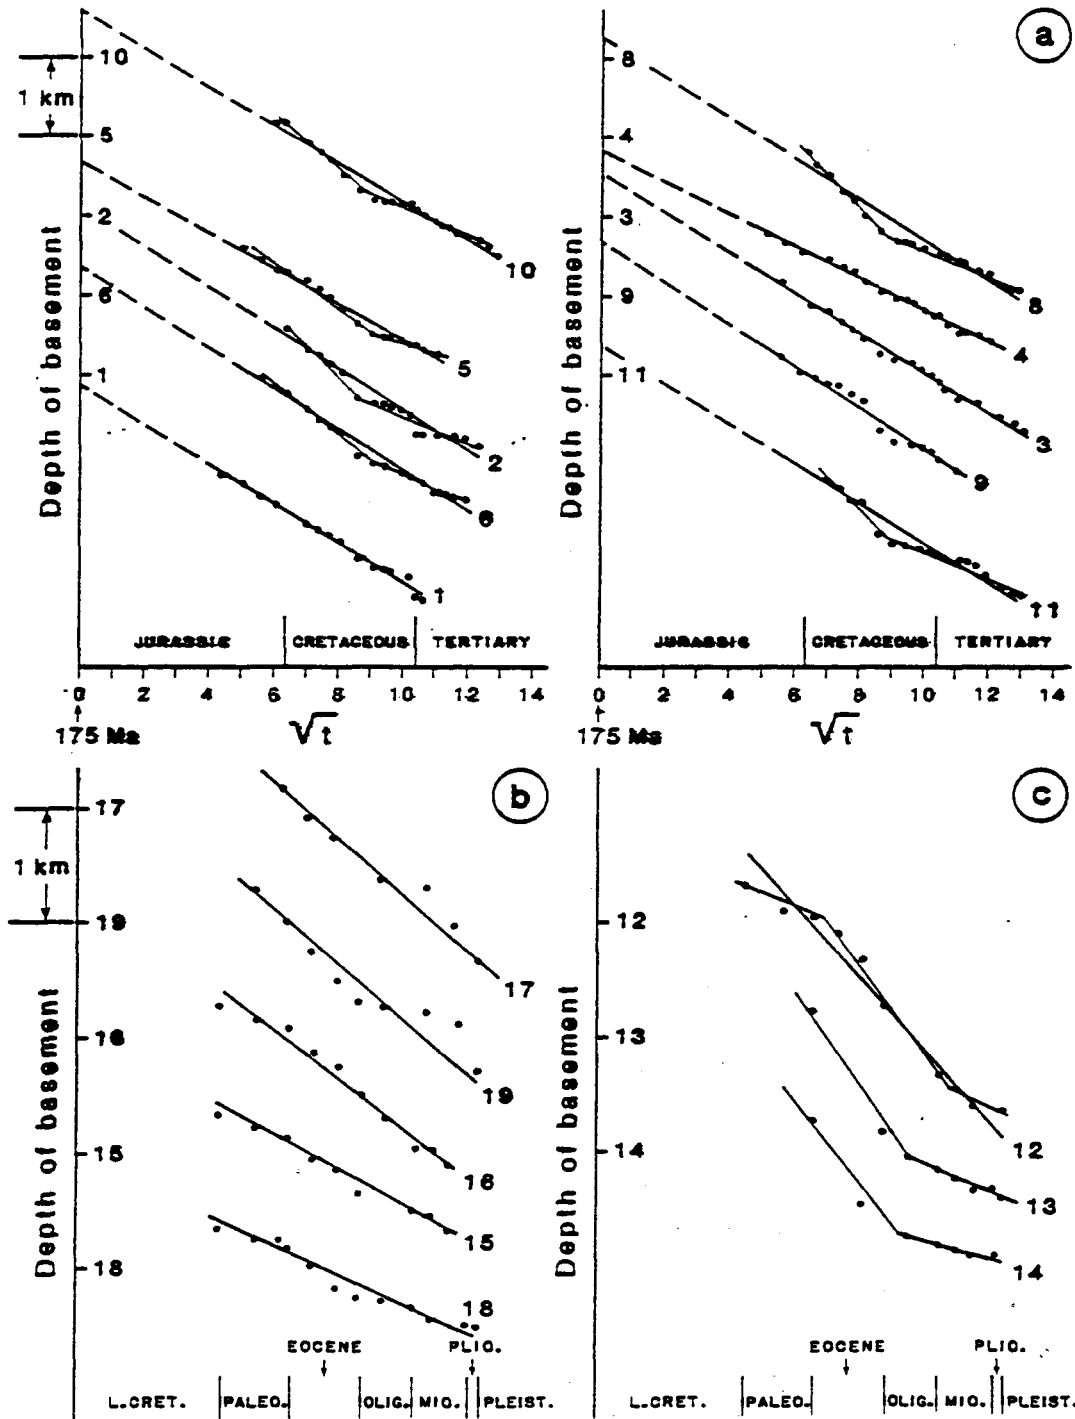 a
10
1 km
5
2
6
1
Depth of basement
10
5
2
6
1
JURASSIC CRETACEOUS TERTIARY
0 2 4 6 8 10 12 14
175 Ma
√t
8
4
3
9
11
Depth of basement
8
4
3
9
11
JURASSIC CRETACEOUS TERTIARY
0 2 4 6 8 10 12 14
175 Ma
√t
b
17
1 km
19
16
15
18
Depth of basement
17
19
16
15
18
EOCENE PLIO.
L.CRET. PALEO. OLIG. MIO. PLEIST.
c
12
13
14
Depth of basement
12
13
14
EOCENE PLIO.
L.CRET. PALEO. OLIG. MIO. PLEIST.